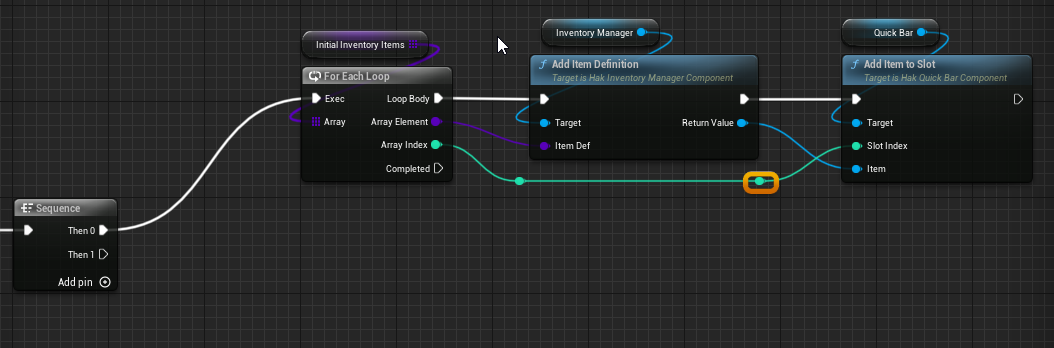 Initial Inventory Items
For Each Loop
Exec
Loop Body
Array
Array Element
Array Index
Completed
Inventory Manager
Add Item Definition
Target is Hak Inventory Manager Component
Target
Return Value
Item Def
Quick Bar
Add Item to Slot
Target is Hak Quick Bar Component
Target
Slot Index
Item
Sequence
Then 0
Then 1
Add pin